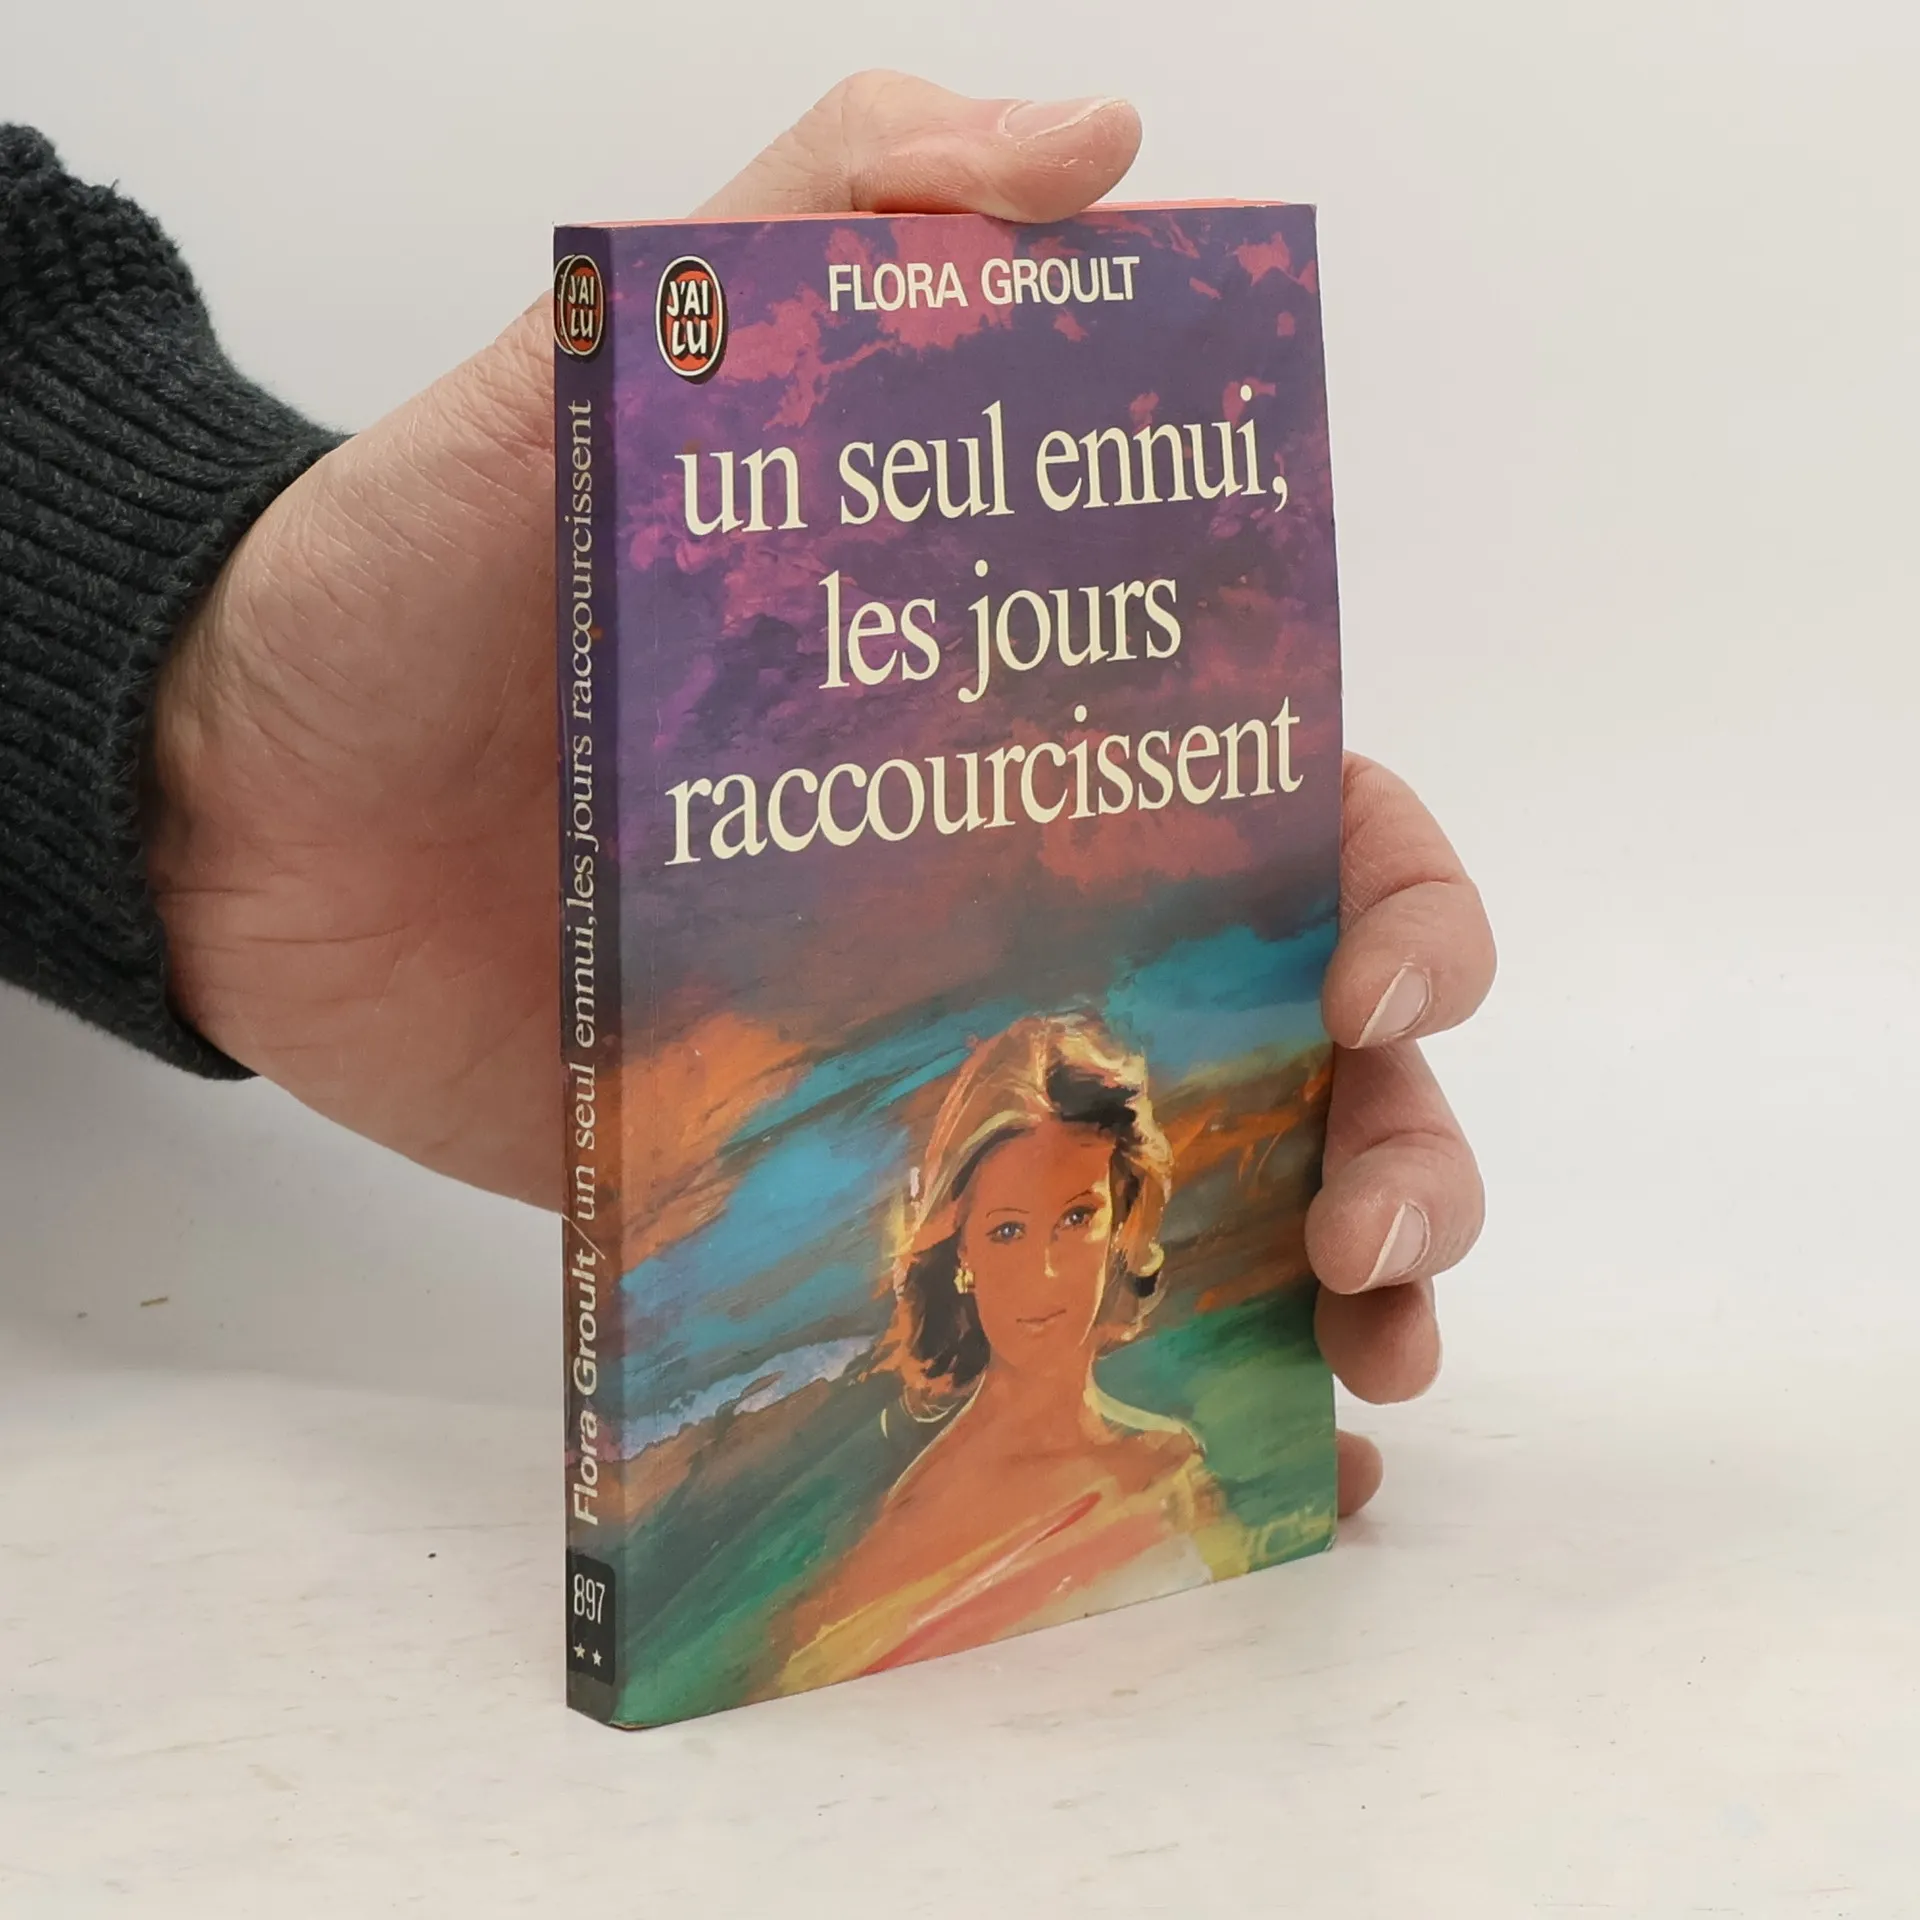 J'AI
LU
FLORA GROULT
un seul ennui,
les jours
raccourcissent
J'AI
LU
Flora Groult/un seul ennui, les jours raccourcissent
897